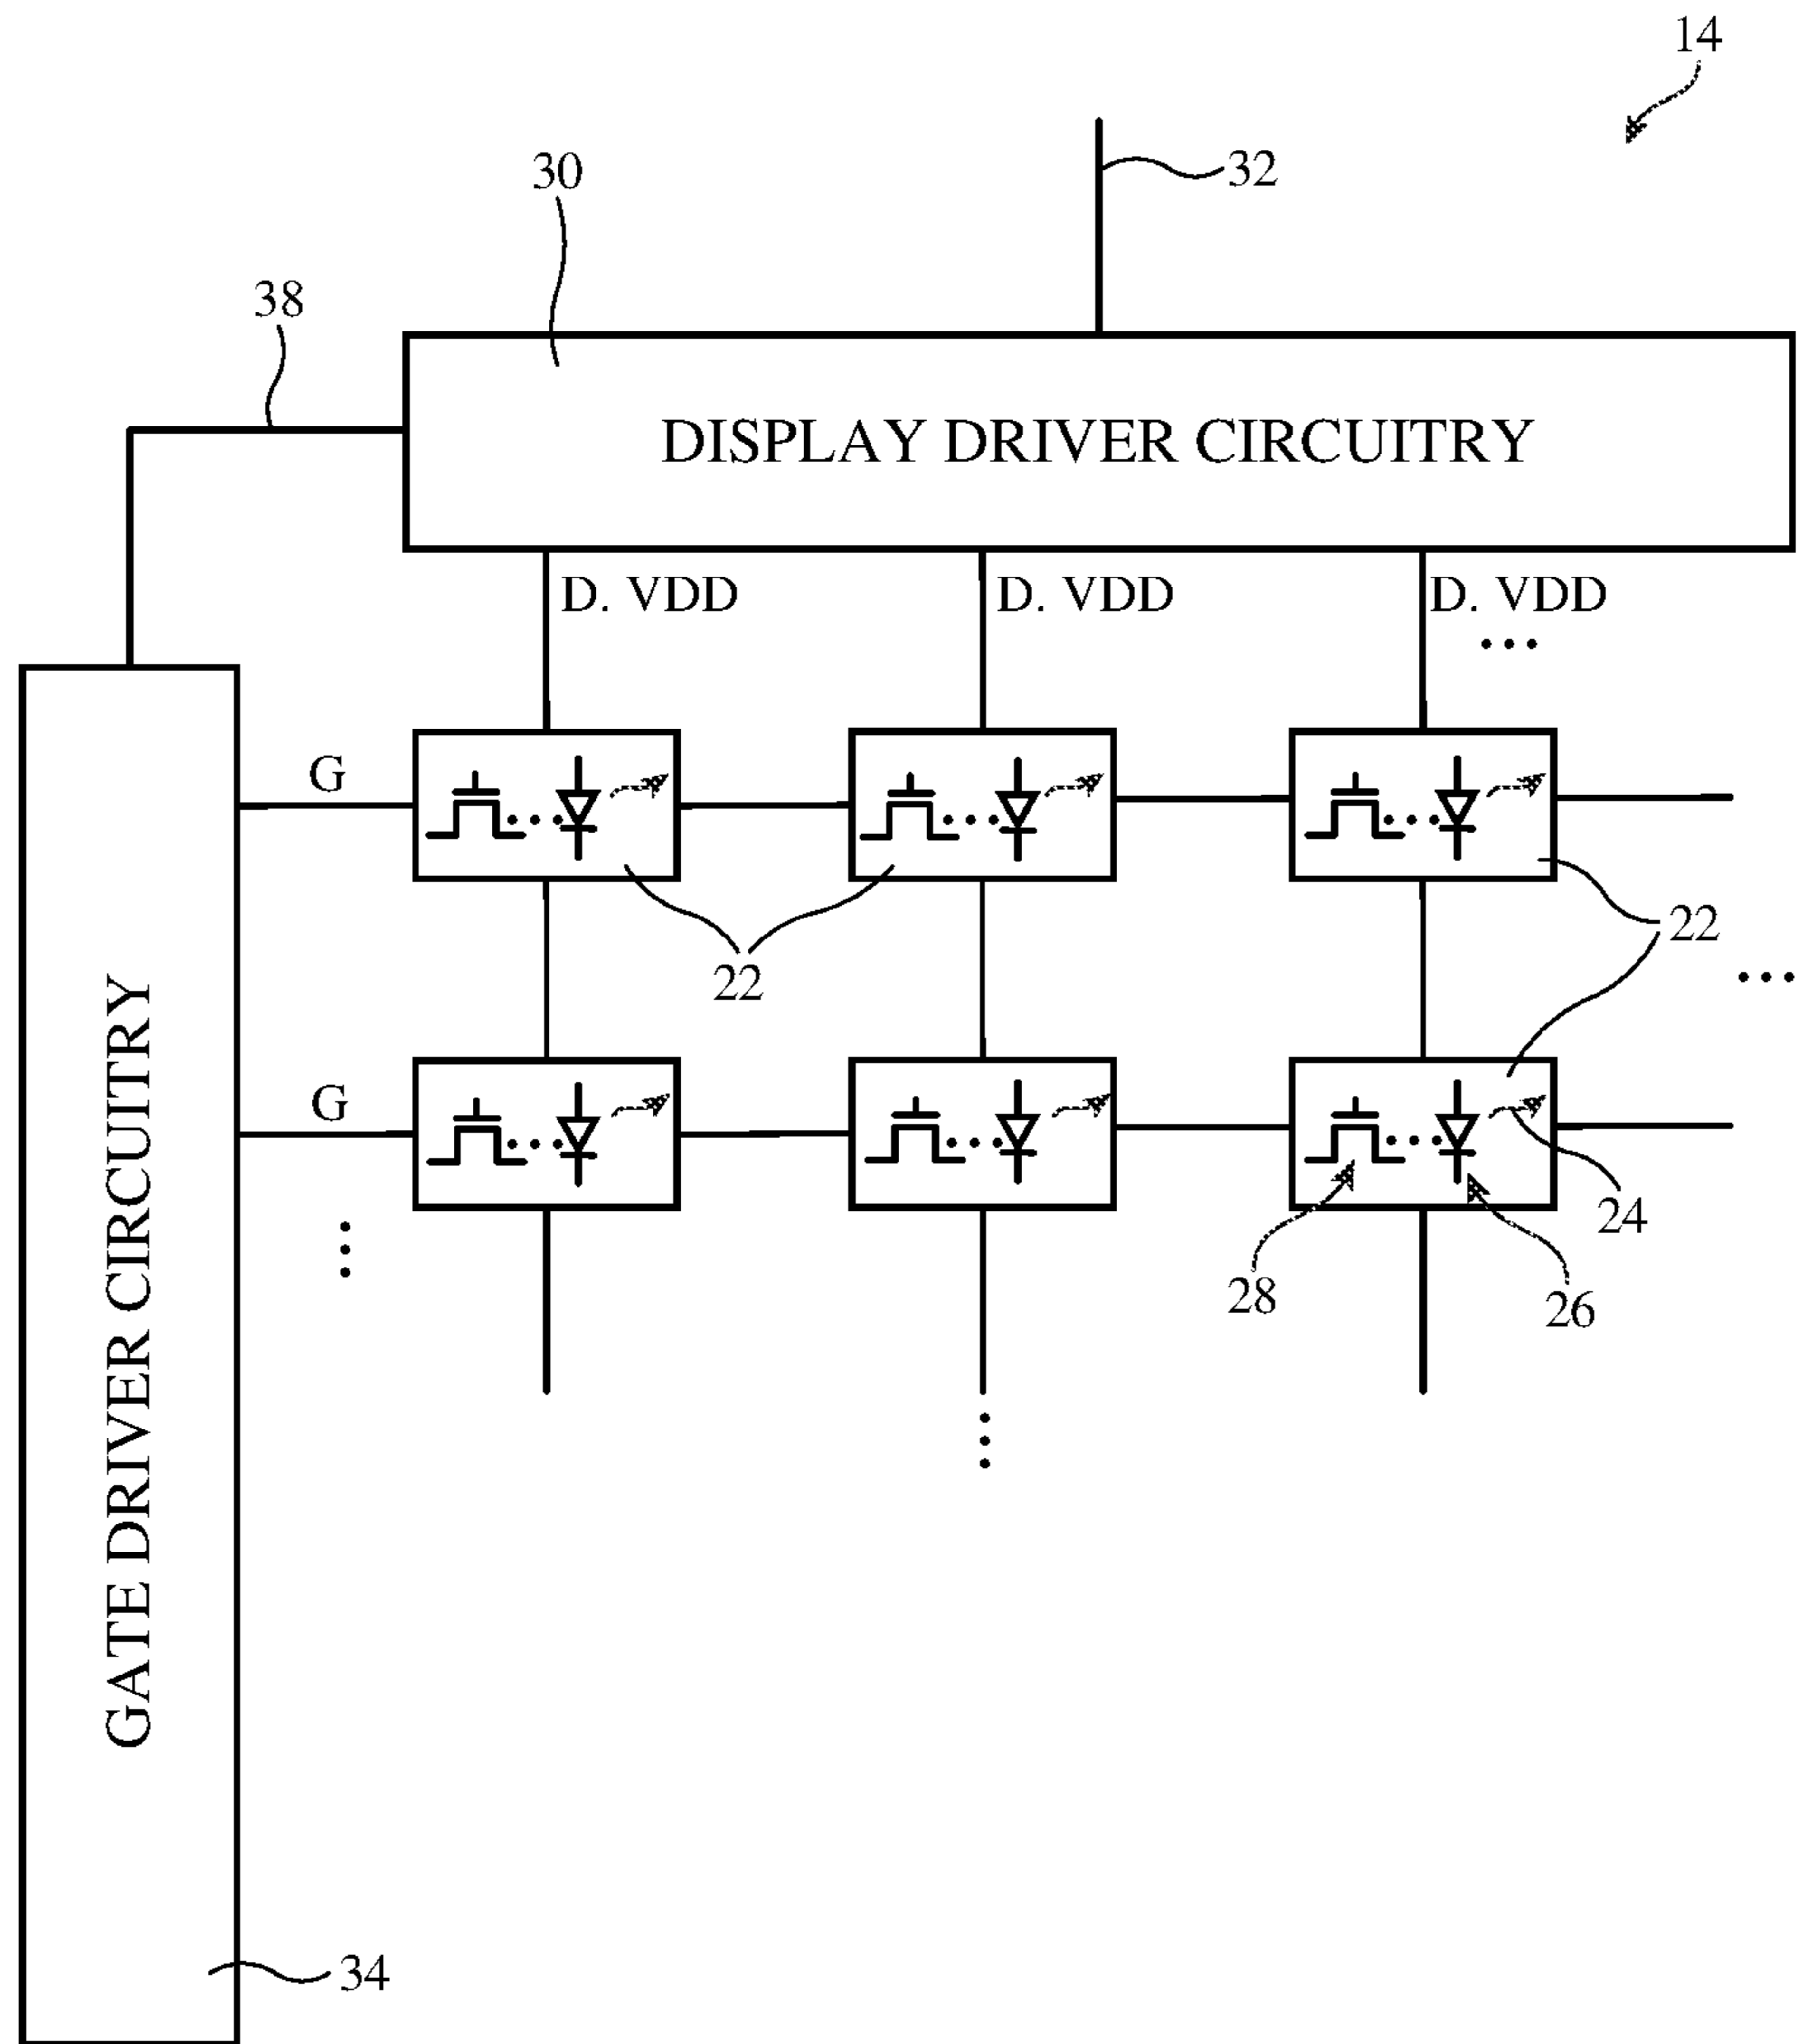 14
32
30
38
DISPLAY DRIVER CIRCUITRY
D. VDD D. VDD D. VDD
...
G
22
22
...
GATE DRIVER CIRCUITRY
G
24
28
26
34